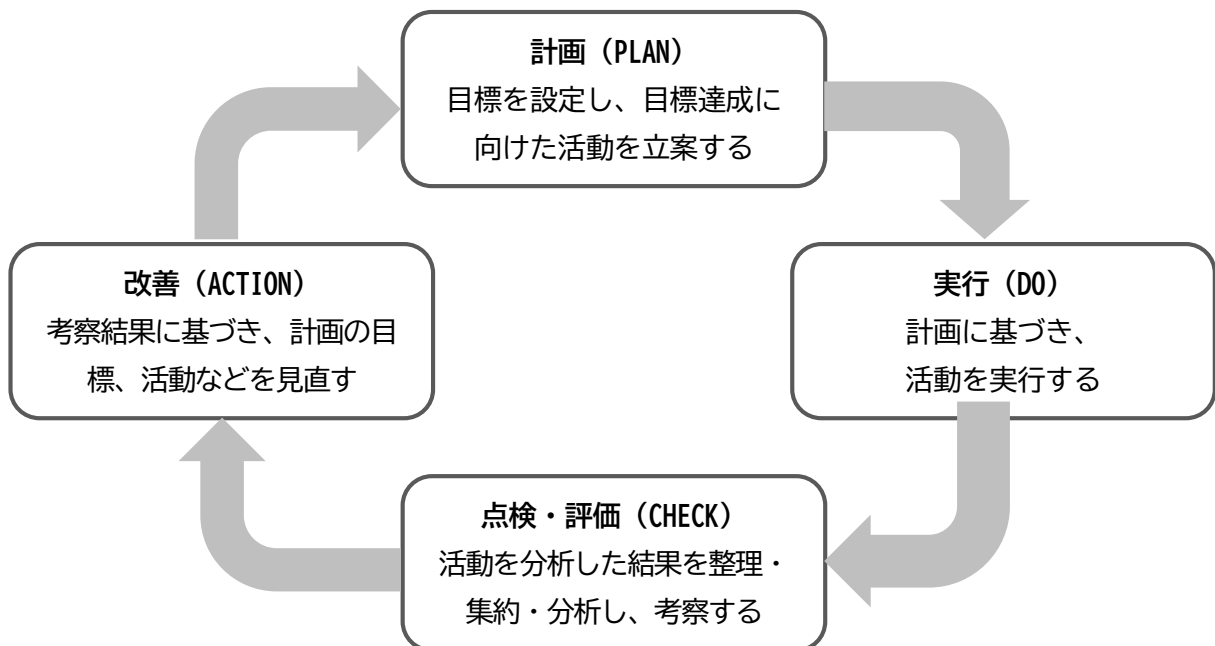 計画（PLAN）
目標を設定し、目標達成に
向けた活動を立案する
改善（ACTION）
考察結果に基づき、計画の目
標、活動などを見直す
実行（DO）
計画に基づき、
活動を実行する
点検・評価（CHECK）
活動を分析した結果を整理・
集約・分析し、考察する